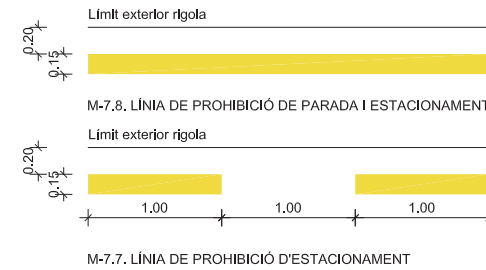 Límit exterior rigola
0.20
0.15
M-7.8. LÍNIA DE PROHIBICIÓ DE PARADA I ESTACIONAMENT
Límit exterior rigola
0.20
0.15
1.00 1.00 1.00
M-7.7. LÍNIA DE PROHIBICIÓ D'ESTACIONAMENT